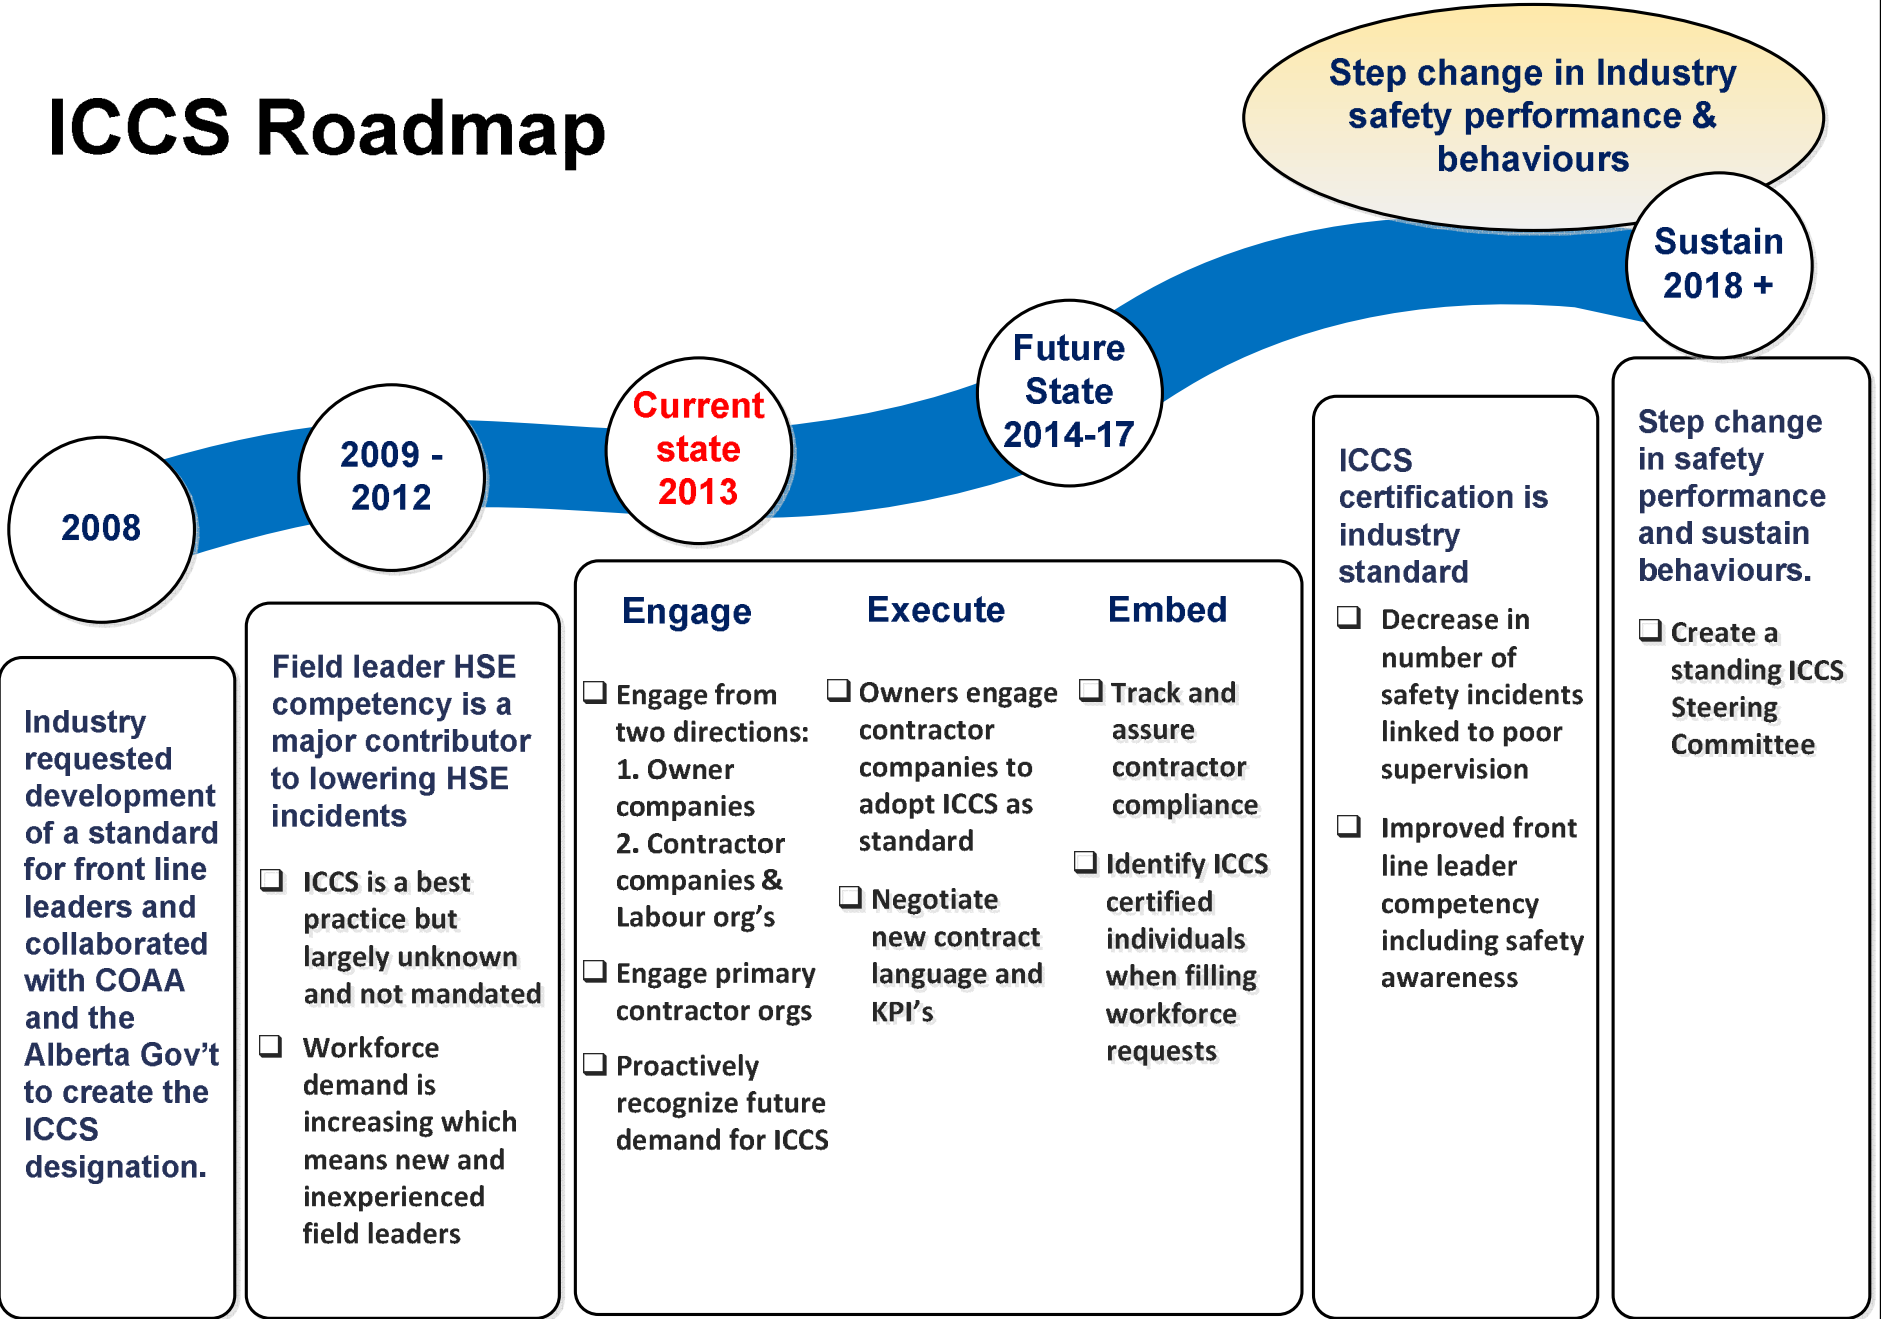 ICCS Roadmap
Step change in Industry
safety performance &
behaviours
Sustain
2018 +
Future
State
2014-17
Current
state
2013
2009 -
2012
2008
Industry
requested
development
of a standard
for front line
leaders and
collaborated
with COAA
and the
Alberta Gov't
to create the
ICCS
designation.
Field leader HSE
competency is a
major contributor
to lowering HSE
incidents
❑ ICCS is a best
practice but
largely unknown
and not mandated
❑ Workforce
demand is
increasing which
means new and
inexperienced
field leaders
Engage
❑ Engage from
two directions:
1. Owner
companies
2. Contractor
companies &
Labour org's
❑ Engage primary
contractor orgs
❑ Proactively
recognize future
demand for ICCS
Execute
❑ Owners engage
contractor
companies to
adopt ICCS as
standard
❑ Negotiate
new contract
language and
KPI's
Embed
❑ Track and
assure
contractor
compliance
❑ Identify ICCS
certified
individuals
when filling
workforce
requests
ICCS
certification is
industry
standard
❑ Decrease in
number of
safety incidents
linked to poor
supervision
❑ Improved front
line leader
competency
including safety
awareness
Step change
in safety
performance
and sustain
behaviours.
❑ Create a
standing ICCS
Steering
Committee